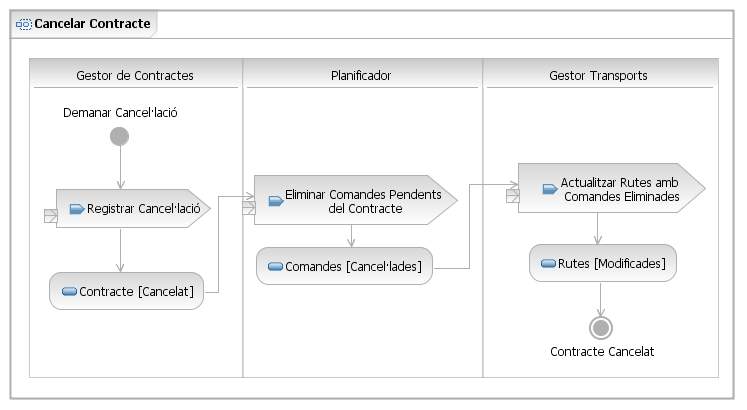 Cancelar Contracte
Gestor de Contractes
Planificador
Gestor Transports
Demanar Cancel·lació
Registrar Cancel·lació
Eliminar Comandes Pendents
del Contracte
Actualitzar Rutes amb
Comandes Eliminades
Contracte [Cancelat]
Comandes [Cancel·lades]
Rutes [Modificades]
Contracte Cancelat